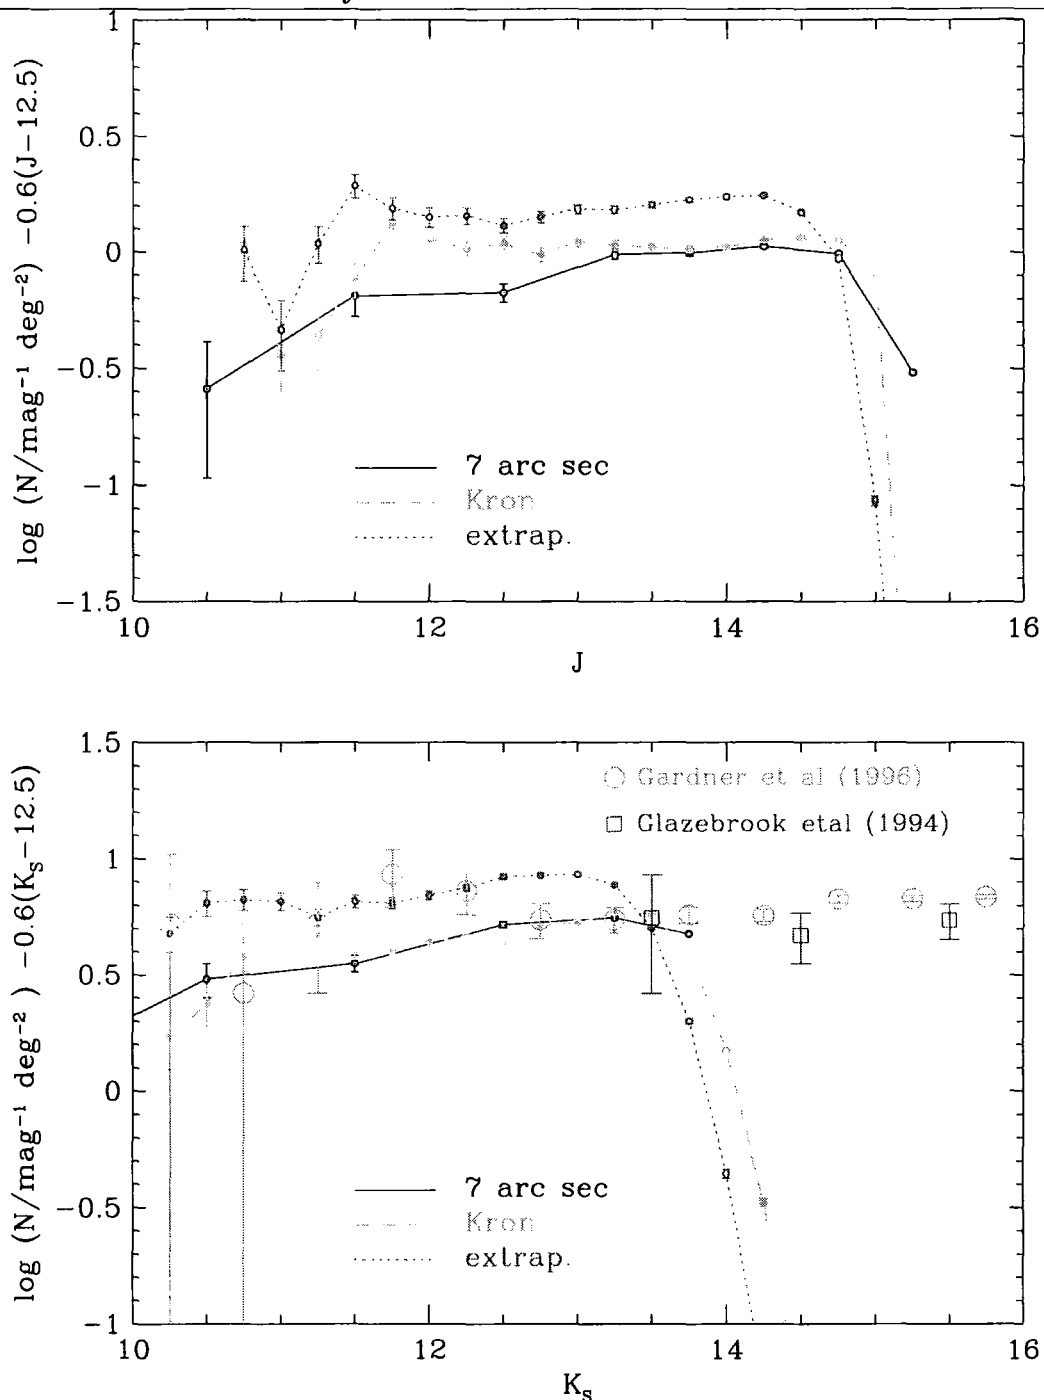 1
0.5
0
−0.5
−1
−1.5
log (N/mag⁻¹ deg⁻²) −0.6(J−12.5)
7 arc sec
Kron
extrap.
10
12
14
16
J
1.5
1
0.5
0
−0.5
−1
log (N/mag⁻¹ deg⁻²) −0.6(Kₛ−12.5)
Gardner et al (1996)
Glazebrook etal (1994)
7 arc sec
Kron
extrap.
10
12
14
16
Kₛ